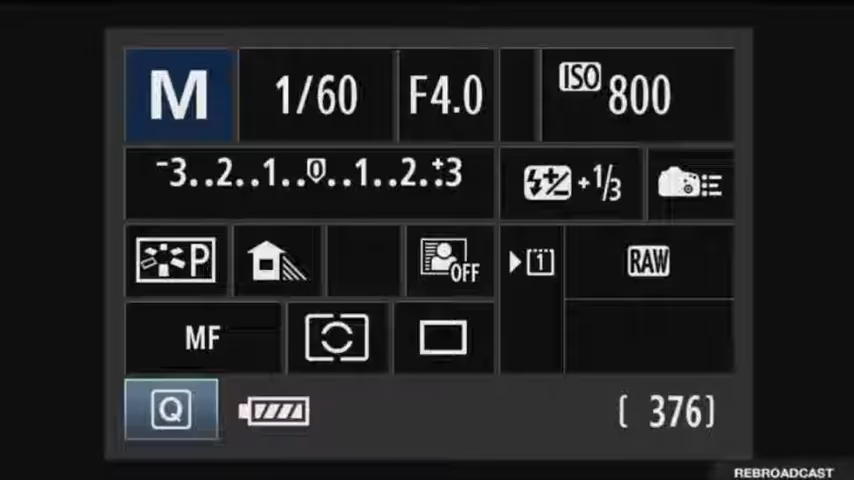 M 1/60 F4.0 ISO 800
-3..2..1..0..1..2..+3 +1/3
P OFF 1 RAW
MF
Q [ 376]
REBROADCAST